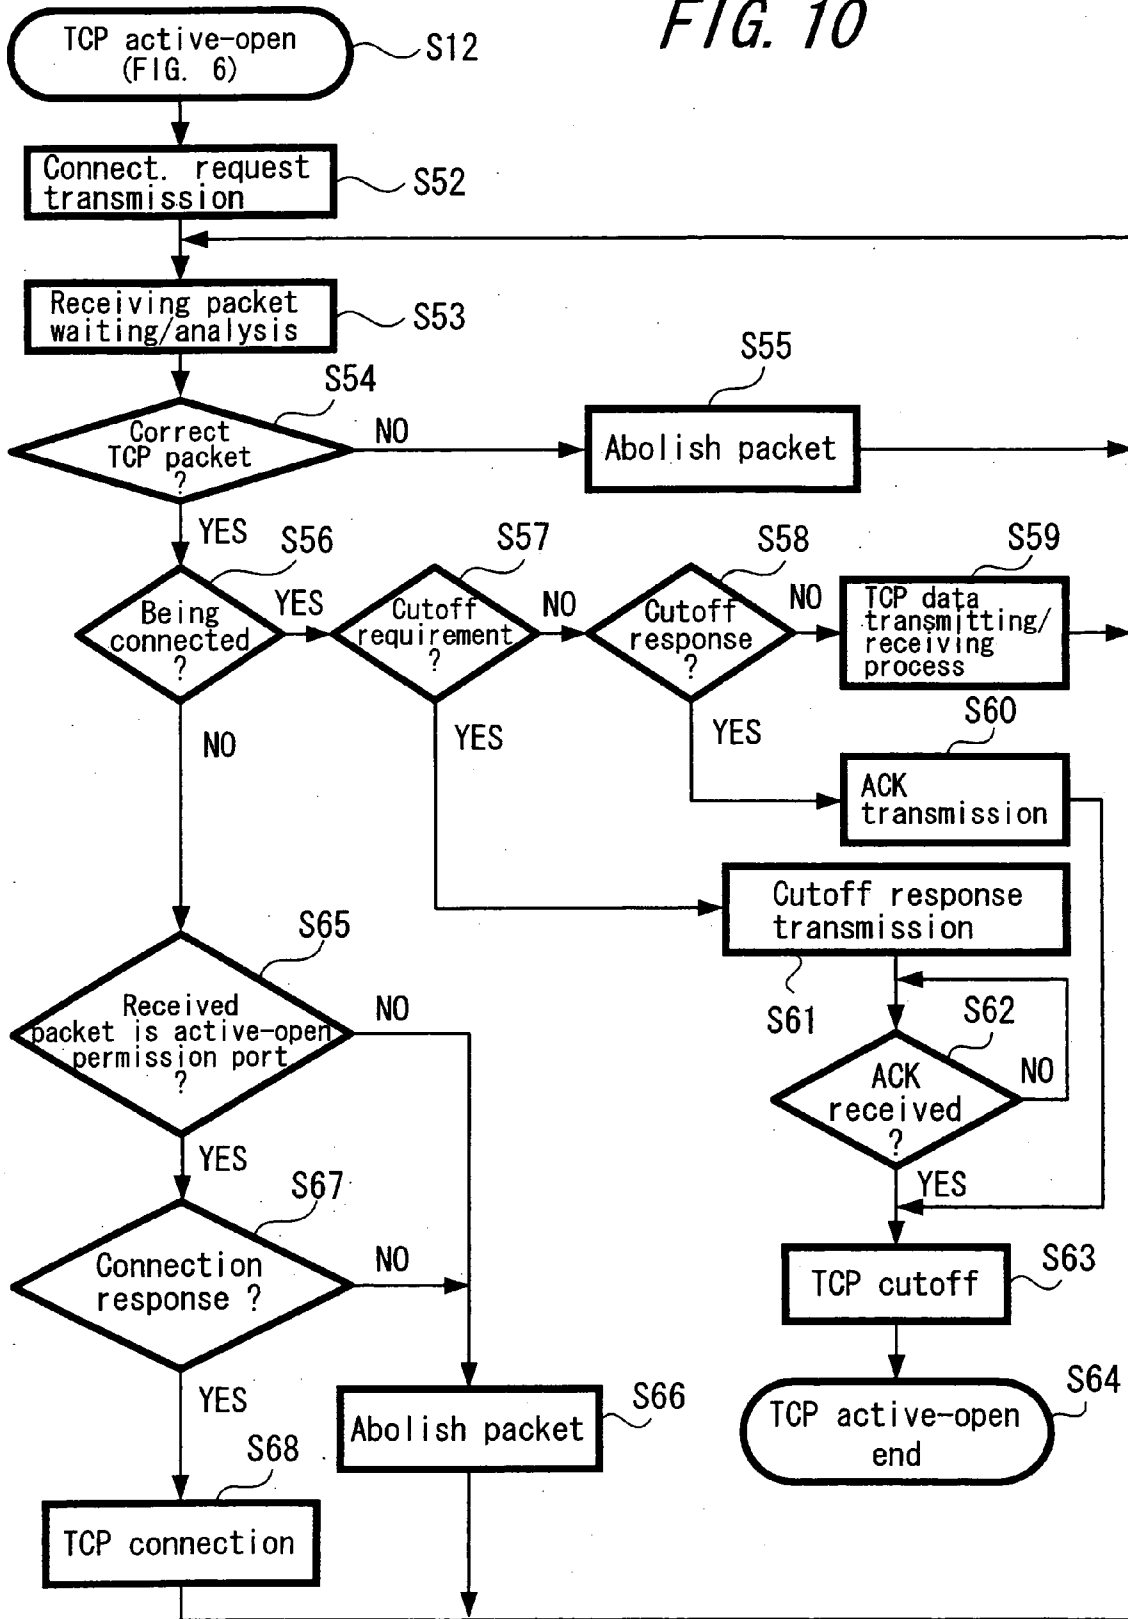 FIG. 10
TCP active-open
(FIG. 6)
S12
Connect. request
transmission
S52
Receiving packet
waiting/analysis
S53
S54
Correct
TCP packet
?
NO
S55
Abolish packet
YES
S56
Being
connected
?
YES
S57
Cutoff
requirement
?
NO
S58
Cutoff
response
?
NO
S59
TCP data
transmitting/
receiving
process
NO
YES
YES
S60
ACK
transmission
Cutoff response
transmission
S61
S62
ACK
received
?
NO
YES
S65
Received
packet is active-open
permission port
?
NO
YES
S67
Connection
response ?
NO
YES
S63
TCP cutoff
S64
TCP active-open
end
S66
Abolish packet
S68
TCP connection